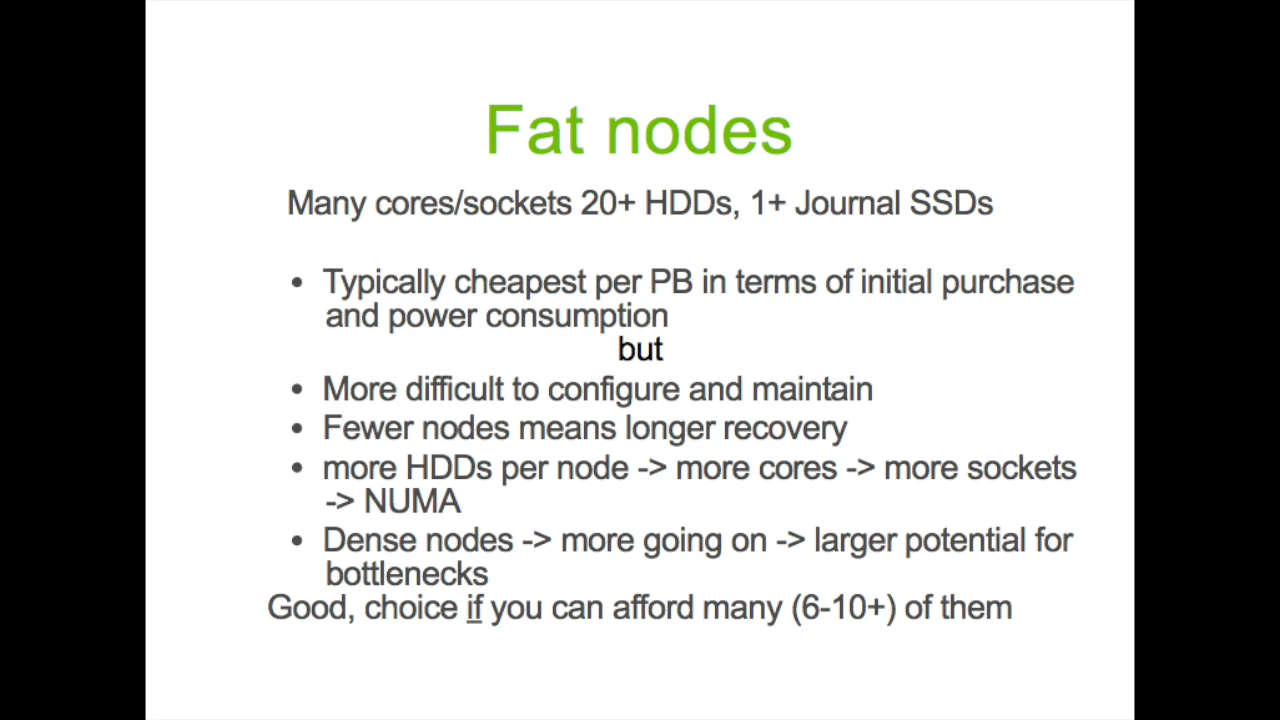 Fat nodes
Many cores/sockets 20+ HDDs, 1+ Journal SSDs
• Typically cheapest per PB in terms of initial purchase
and power consumption
but
• More difficult to configure and maintain
• Fewer nodes means longer recovery
• more HDDs per node -> more cores -> more sockets
-> NUMA
• Dense nodes -> more going on -> larger potential for
bottlenecks
Good, choice if you can afford many (6-10+) of them